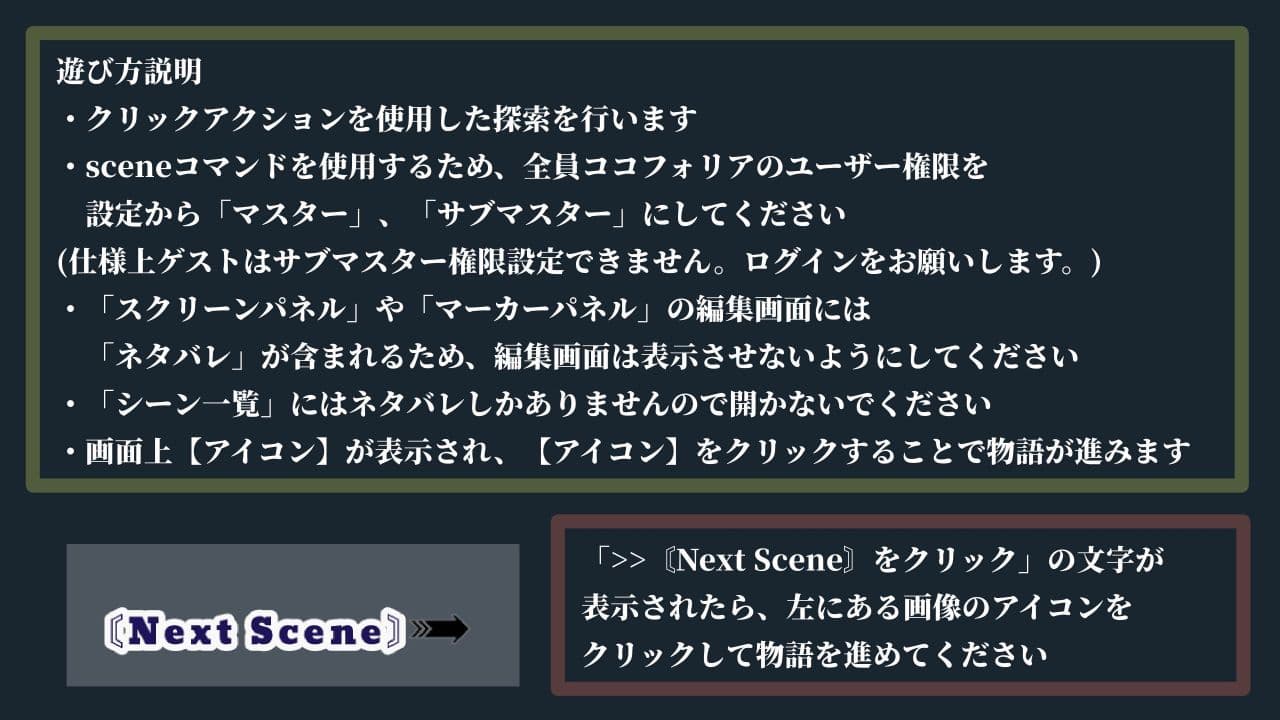 遊び方説明
・クリックアクションを使用した探索を行います
・sceneコマンドを使用するため、全員ココフォリアのユーザー権限を
設定から「マスター」、「サブマスター」にしてください
(仕様上ゲストはサブマスター権限設定できません。ログインをお願いします。)
・「スクリーンパネル」や「マーカーパネル」の編集画面には
「ネタバレ」が含まれるため、編集画面は表示させないようにしてください
・「シーン一覧」にはネタバレしかありませんので開かないでください
・画面上【アイコン】が表示され、【アイコン】をクリックすることで物語が進みます
〘Next Scene〙
「>>〘Next Scene〙をクリック」の文字が
表示されたら、左にある画像のアイコンを
クリックして物語を進めてください